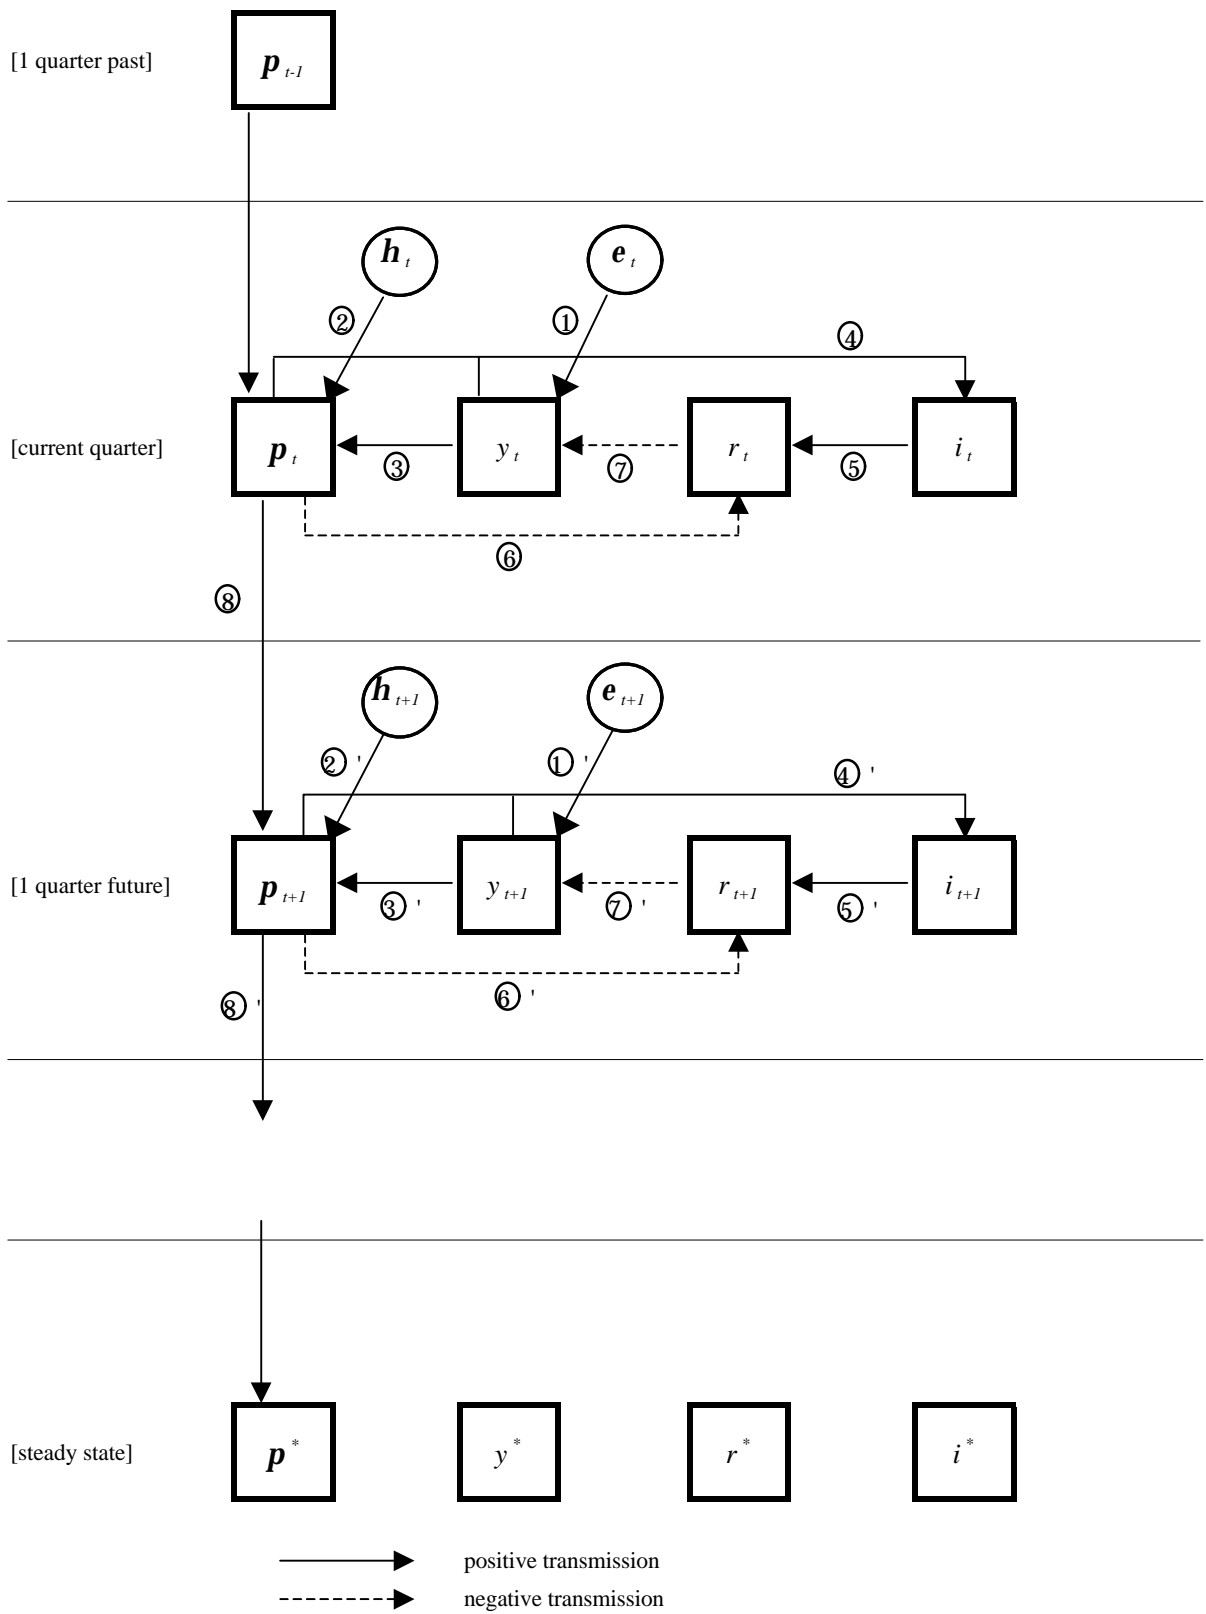 [1 quarter past]
p t-1
h t
e t
② ① ④
[current quarter]
p t
y t
r t
i t
③ ⑦ ⑤
⑥
⑧
h t+1
e t+1
②' ①' ④'
[1 quarter future]
p t+1
y t+1
r t+1
i t+1
③' ⑦' ⑤'
⑧' ⑥'
[steady state]
p *
y *
r *
i *
positive transmission
negative transmission